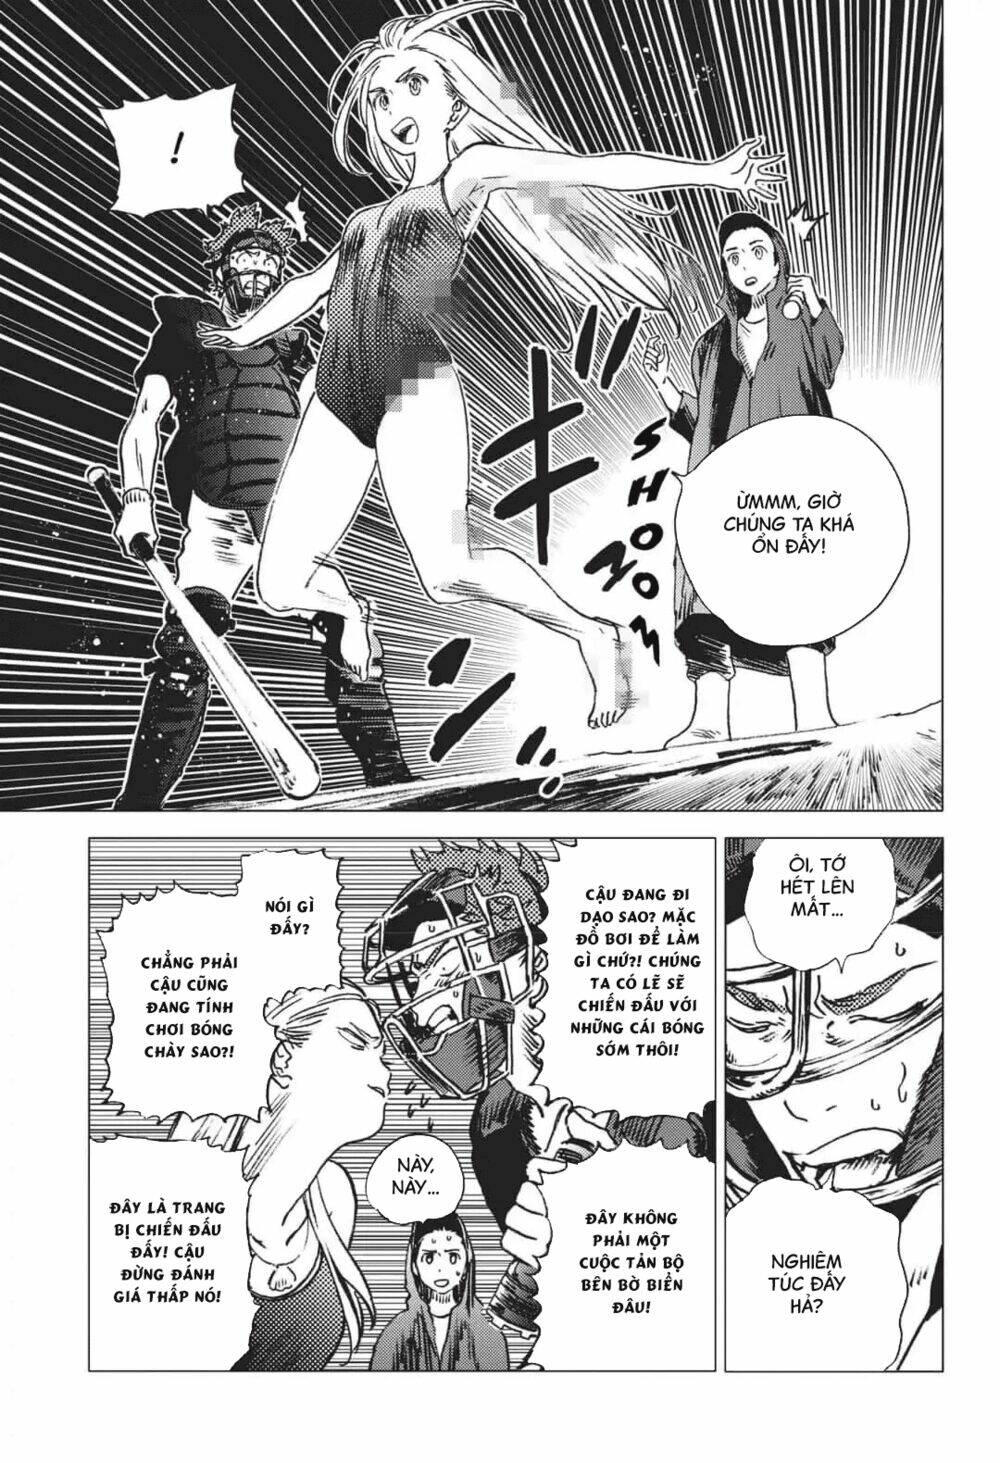 !
ỪMMM, GIỜ
CHÚNG TA KHÁ
ỔN ĐẤY!
SHOOM
ÔI, TỚ
HÉT LÊN
MẤT...
NGHIÊM
TÚC ĐẤY
HẢ?
CẬU ĐANG ĐI
DẠO SAO? MẶC
ĐỒ BƠI ĐỂ LÀM
GÌ CHỨ?! CHÚNG
TA CÓ LẼ SẼ
CHIẾN ĐẤU VỚI
NHỮNG CÁI BÓNG
SỚM THÔI!
NÓI GÌ
ĐẤY?
CHẲNG PHẢI
CẬU CŨNG
ĐANG TÍNH
CHƠI BÓNG
CHÀY SAO?!
ĐÂY KHÔNG
PHẢI MỘT
CUỘC TẢN BỘ
BÊN BỜ BIỂN
ĐÂU!
NÀY,
NÀY...
ĐÂY LÀ TRANG
BỊ CHIẾN ĐẤU
ĐẤY! CẬU
ĐỪNG ĐÁNH
GIÁ THẤP NÓ!